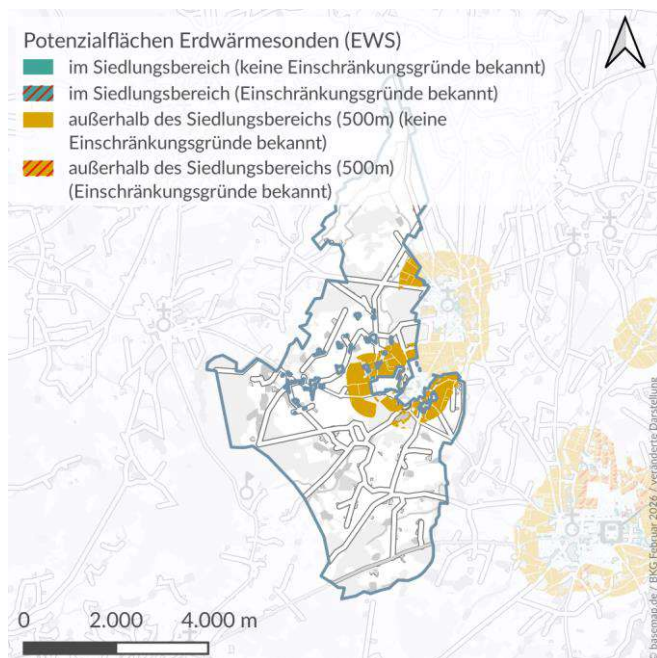 Potenzialflächen Erdwärmesonden (EWS)
im Siedlungsbereich (keine Einschränkungsgründe bekannt)
im Siedlungsbereich (Einschränkungsgründe bekannt)
außerhalb des Siedlungsbereichs (500m) (keine
Einschränkungsgründe bekannt)
außerhalb des Siedlungsbereichs (500m)
(Einschränkungsgründe bekannt)
0 2.000 4.000 m
© basemap.de / BKG Februar 2026 / veränderte Darstellung